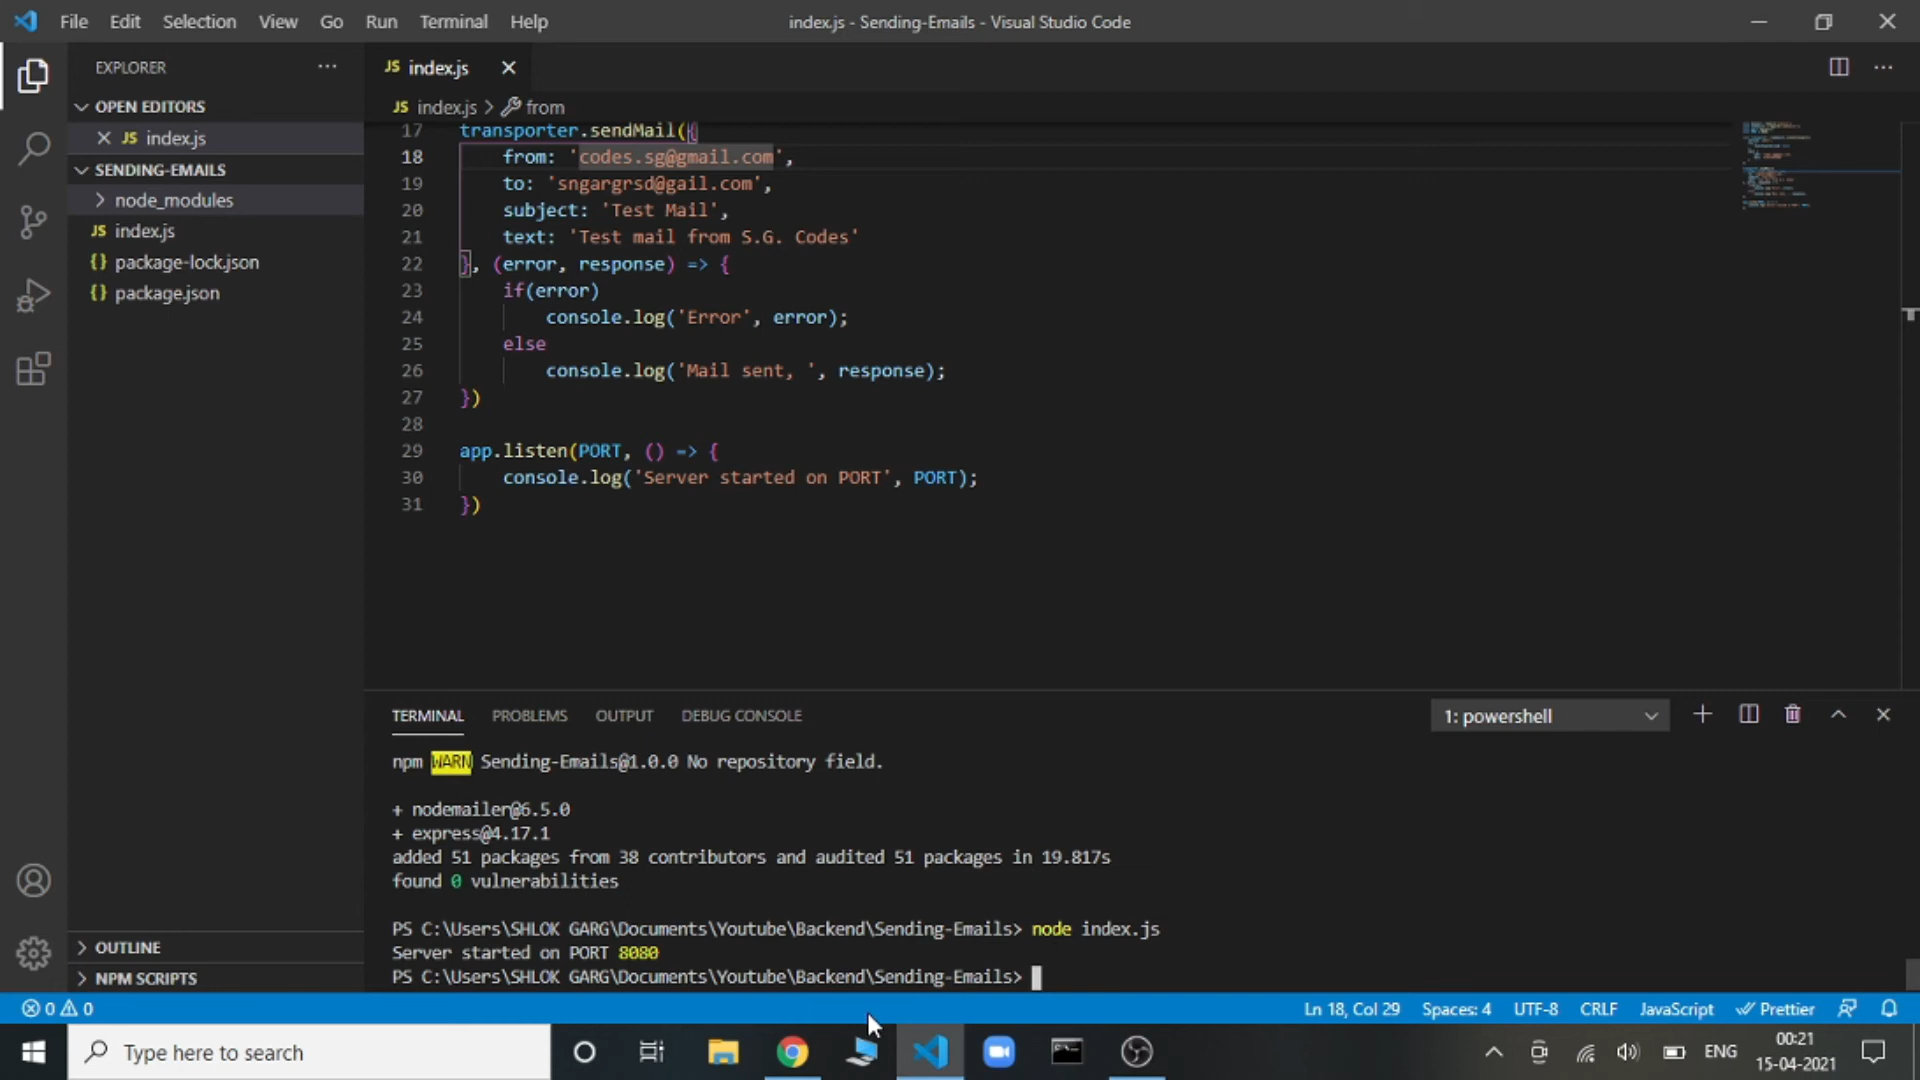 File Edit Selection View Go Run Terminal Help
index.js - Sending-Emails - Visual Studio Code
EXPLORER
JS index.js
OPEN EDITORS
JS index.js
SENDING-EMAILS
node_modules
JS index.js
{} package-lock.json
{} package.json
OUTLINE
NPM SCRIPTS
JS index.js > from
17 transporter.sendMail({
18 from: 'codes.sg@gmail.com',
19 to: 'sngargrsd@gail.com',
20 subject: 'Test Mail',
21 text: 'Test mail from S.G. Codes'
22 }, (error, response) => {
23 if(error)
24 console.log('Error', error);
25 else
26 console.log('Mail sent, ', response);
27 })
28
29 app.listen(PORT, () => {
30 console.log('Server started on PORT', PORT);
31 })
TERMINAL PROBLEMS OUTPUT DEBUG CONSOLE
1: powershell
npm WARN Sending-Emails@1.0.0 No repository field.
+ nodemailer@6.5.0
+ express@4.17.1
added 51 packages from 38 contributors and audited 51 packages in 19.817s
found 0 vulnerabilities
PS C:\Users\SHLOK GARG\Documents\Youtube\Backend\Sending-Emails> node index.js
Server started on PORT 8080
PS C:\Users\SHLOK GARG\Documents\Youtube\Backend\Sending-Emails>
0 0
Ln 18, Col 29 Spaces: 4 UTF-8 CRLF JavaScript Prettier
Type here to search
ENG
00:21
15-04-2021